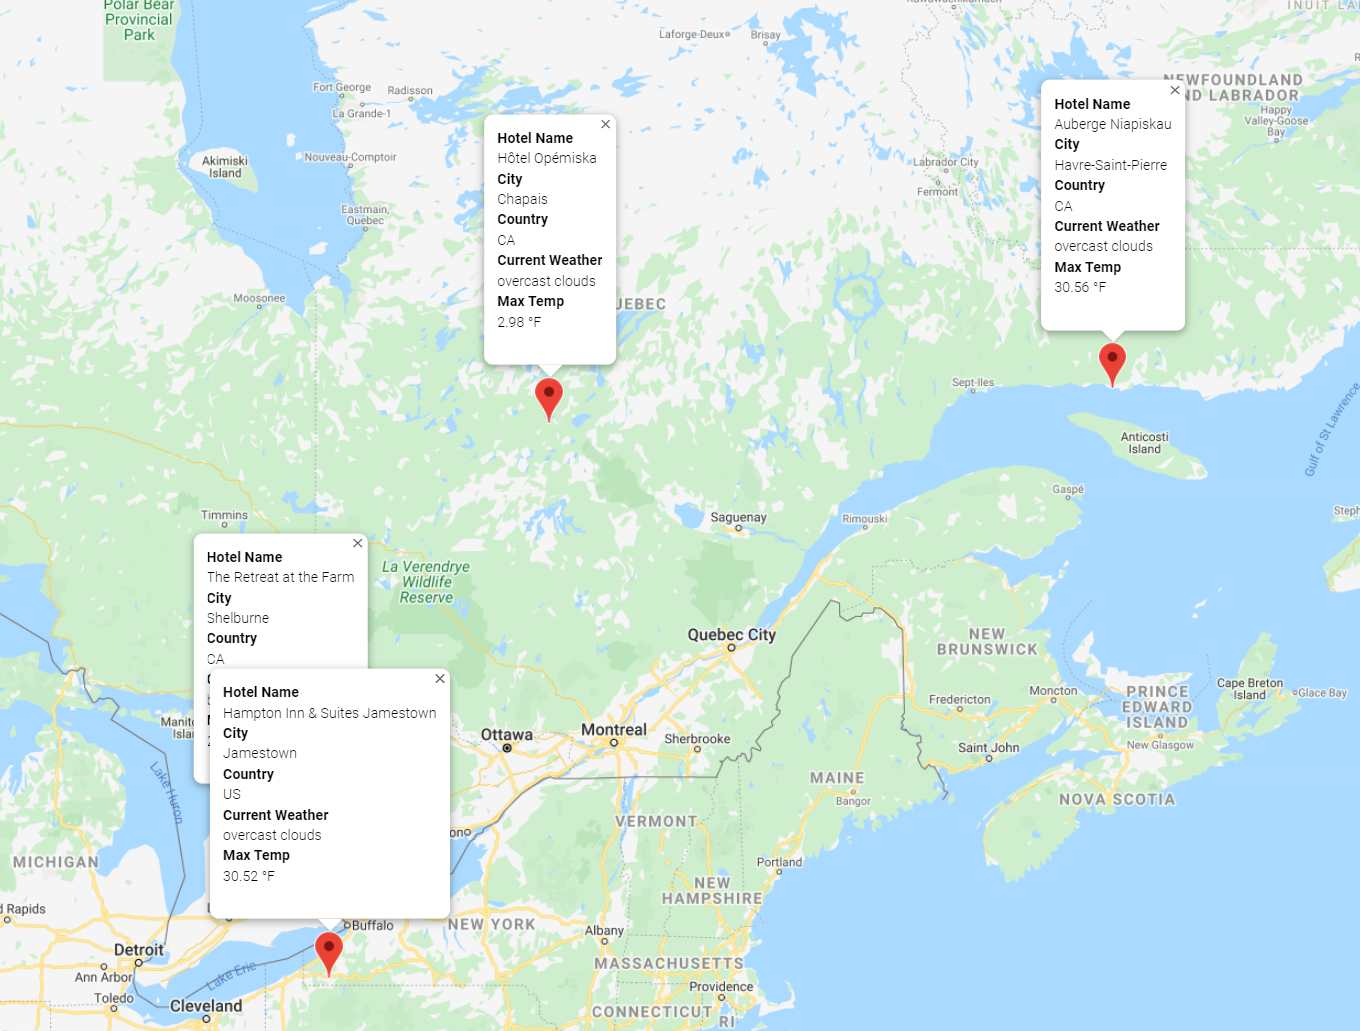 Polar Bear
Provincial
Park
Laforge-Deux
Brisay
INUIT LA
Fort George
Radisson
La Grande-1
NEWFOUNDLAND
ND LABRADOR
Happy
Valley-Goose
Bay
Akimiski
Island
Nouveau-Comptoir
Labrador City
Fermont
Eastmain,
Quebec
Moosonee
UEBEC
Hotel Name
Hôtel Opémiska
City
Chapais
Country
CA
Current Weather
overcast clouds
Max Temp
2.98 °F
Hotel Name
Auberge Niapiskau
City
Havre-Saint-Pierre
Country
CA
Current Weather
overcast clouds
Max Temp
30.56 °F
Sept-Iles
Anticosti
Island
Gulf of St Lawrence
Gaspé
Timmins
Saguenay
Rimouski
Steph
La Verendrye
Wildlife
Reserve
Hotel Name
The Retreat at the Farm
City
Shelburne
Country
CA
Quebec City
NEW
BRUNSWICK
Cape Breton
Island
Glace Bay
Fredericton
Moncton
PRINCE
EDWARD
ISLAND
New Glasgow
Manito
Islan
Hotel Name
Hampton Inn & Suites Jamestown
City
Jamestown
Country
US
Current Weather
overcast clouds
Max Temp
30.52 °F
Ottawa
Montreal
Sherbrooke
Saint John
MAINE
Bangor
NOVA SCOTIA
Lake Huron
VERMONT
on
MICHIGAN
Portland
NEW
HAMPSHIRE
d Rapids
Buffalo
NEW YORK
Albany
Detroit
Ann Arbor
Lake Erie
MASSACHUSETTS
Toledo
Cleveland
Providence
CONNECTICUT
RI